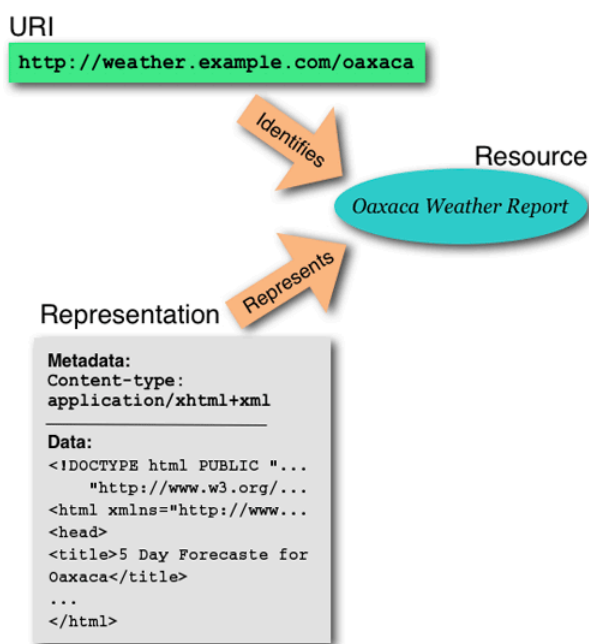 URI
http://weather.example.com/oaxaca
Identifies
Resource
Oaxaca Weather Report
Represents
Representation
Metadata:
Content-type:
application/xhtml+xml
Data:
<!DOCTYPE html PUBLIC "...
"http://www.w3.org/...
<html xmlns="http://www...
<head>
<title>5 Day Forecaste for
Oaxaca</title>
...
</html>